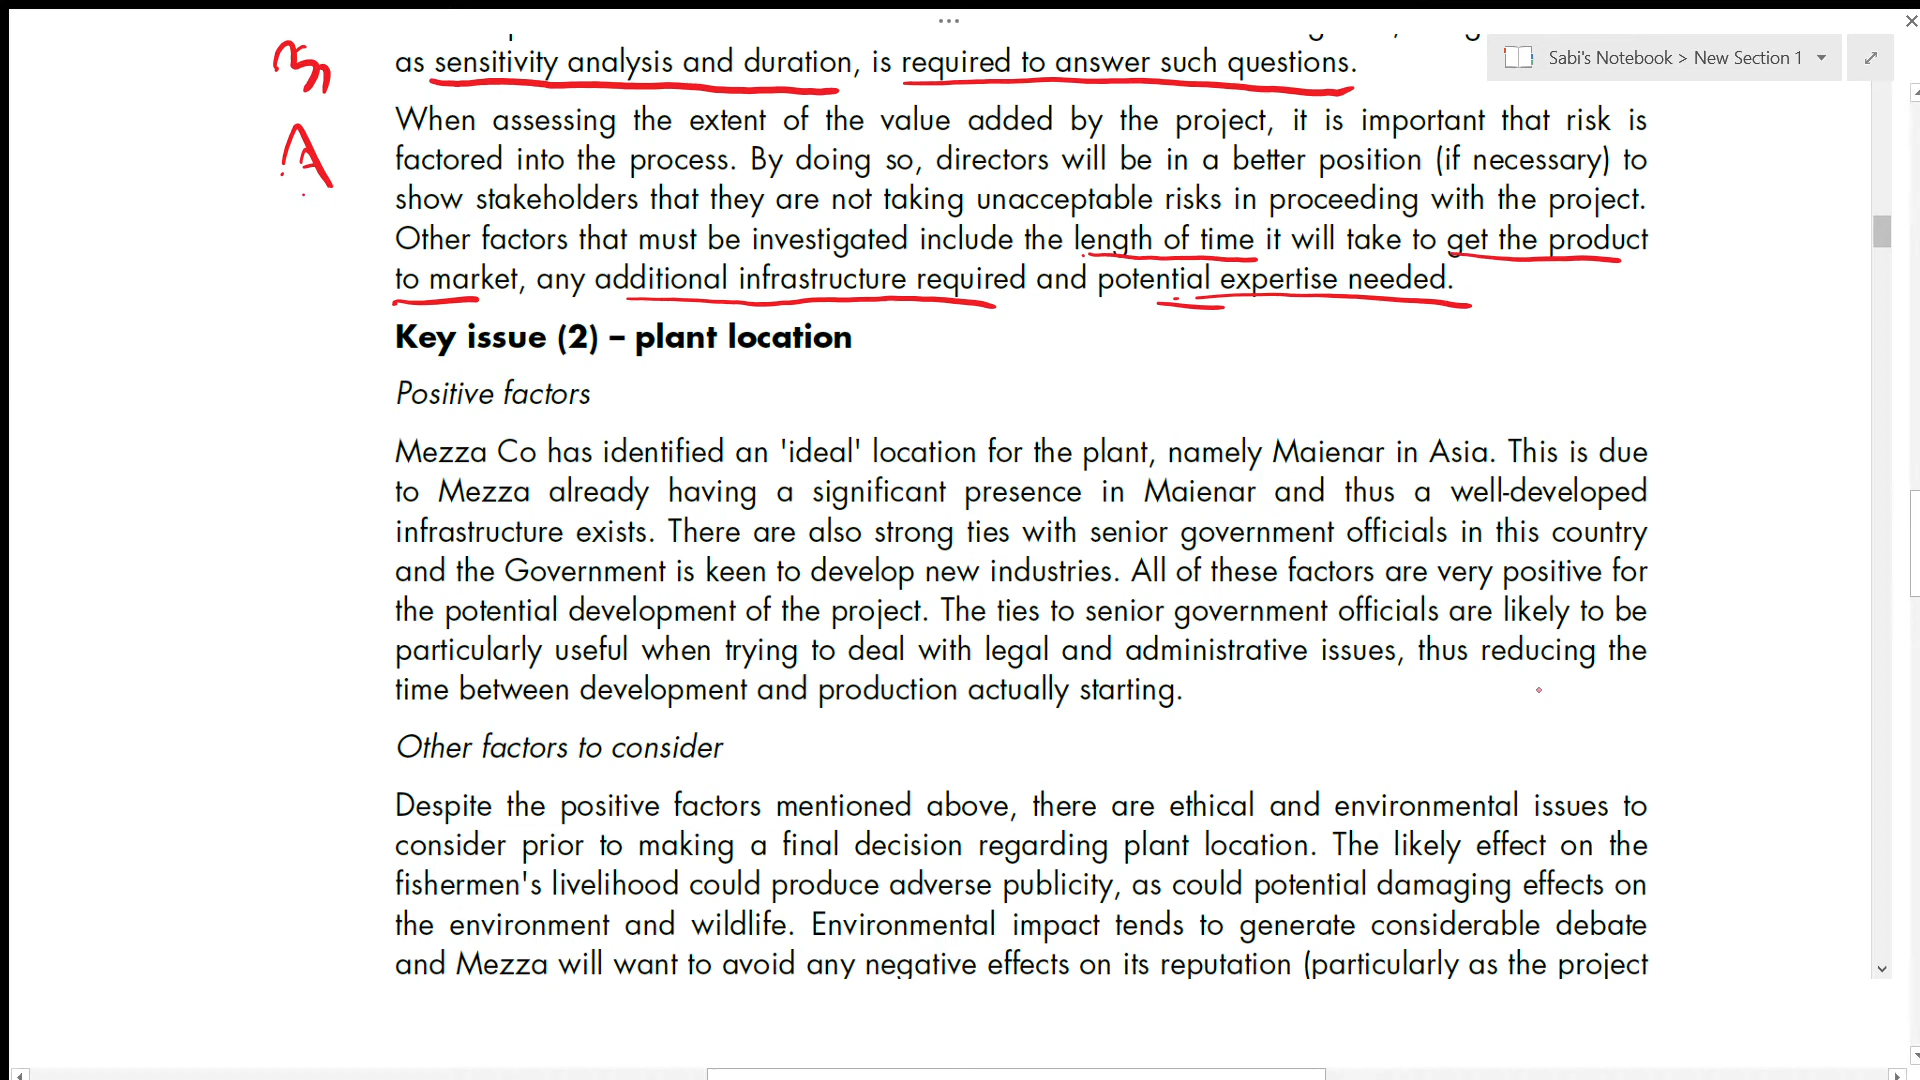 Sabi's Notebook > New Section 1
as sensitivity analysis and duration, is required to answer such questions.
When assessing the extent of the value added by the project, it is important that risk is
factored into the process. By doing so, directors will be in a better position (if necessary) to
show stakeholders that they are not taking unacceptable risks in proceeding with the project.
Other factors that must be investigated include the length of time it will take to get the product
to market, any additional infrastructure required and potential expertise needed.
Key issue (2) – plant location
Positive factors
Mezza Co has identified an 'ideal' location for the plant, namely Maienar in Asia. This is due
to Mezza already having a significant presence in Maienar and thus a well-developed
infrastructure exists. There are also strong ties with senior government officials in this country
and the Government is keen to develop new industries. All of these factors are very positive for
the potential development of the project. The ties to senior government officials are likely to be
particularly useful when trying to deal with legal and administrative issues, thus reducing the
time between development and production actually starting.
Other factors to consider
Despite the positive factors mentioned above, there are ethical and environmental issues to
consider prior to making a final decision regarding plant location. The likely effect on the
fishermen's livelihood could produce adverse publicity, as could potential damaging effects on
the environment and wildlife. Environmental impact tends to generate considerable debate
and Mezza will want to avoid any negative effects on its reputation (particularly as the project